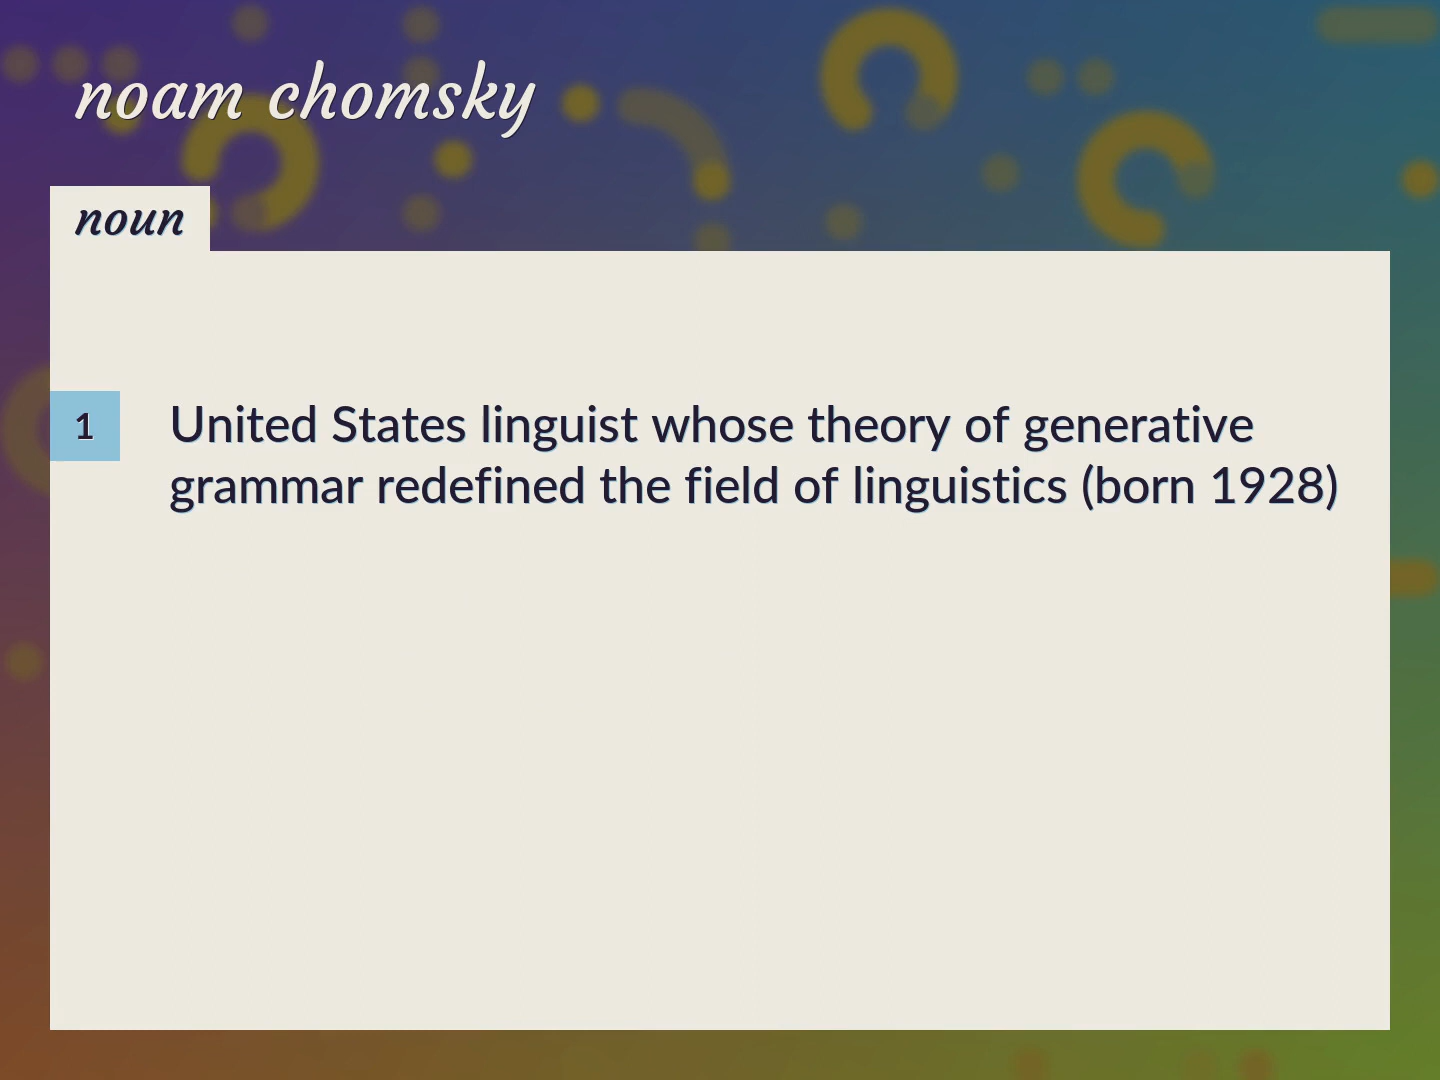 noam chomsky
noun
1
United States linguist whose theory of generative
grammar redefined the field of linguistics (born 1928)